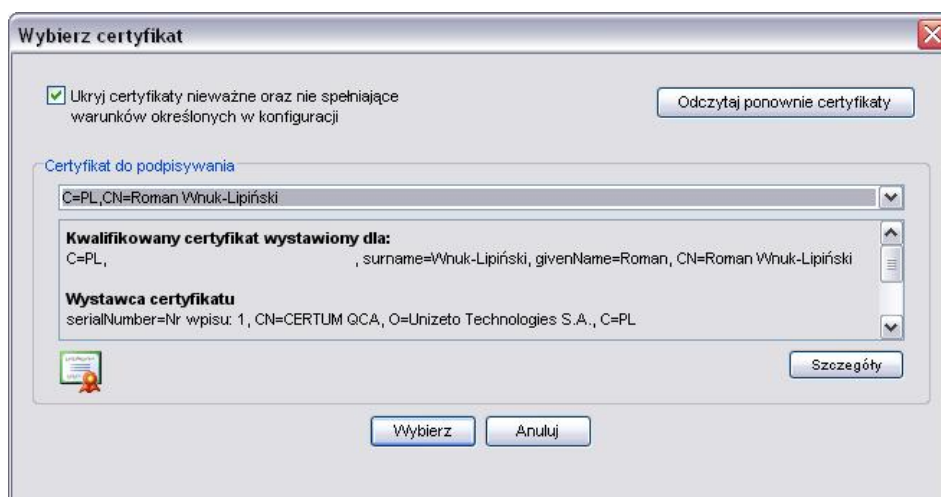 Wybierz certyfikat
Ukryj certyfikaty nieważne oraz nie spełniające
warunków określonych w konfiguracji
Odczytaj ponownie certyfikaty
Certyfikat do podpisywania
C=PL,CN=Roman Wnuk-Lipiński
Kwalifikowany certyfikat wystawiony dla:
C=PL, , surname=Wnuk-Lipiński, givenName=Roman, CN=Roman Wnuk-Lipiński
Wystawca certyfikatu
serialNumber=Nr wpisu: 1, CN=CERTUM QCA, O=Unizeto Technologies S.A., C=PL
Szczegóły
Wybierz Anuluj